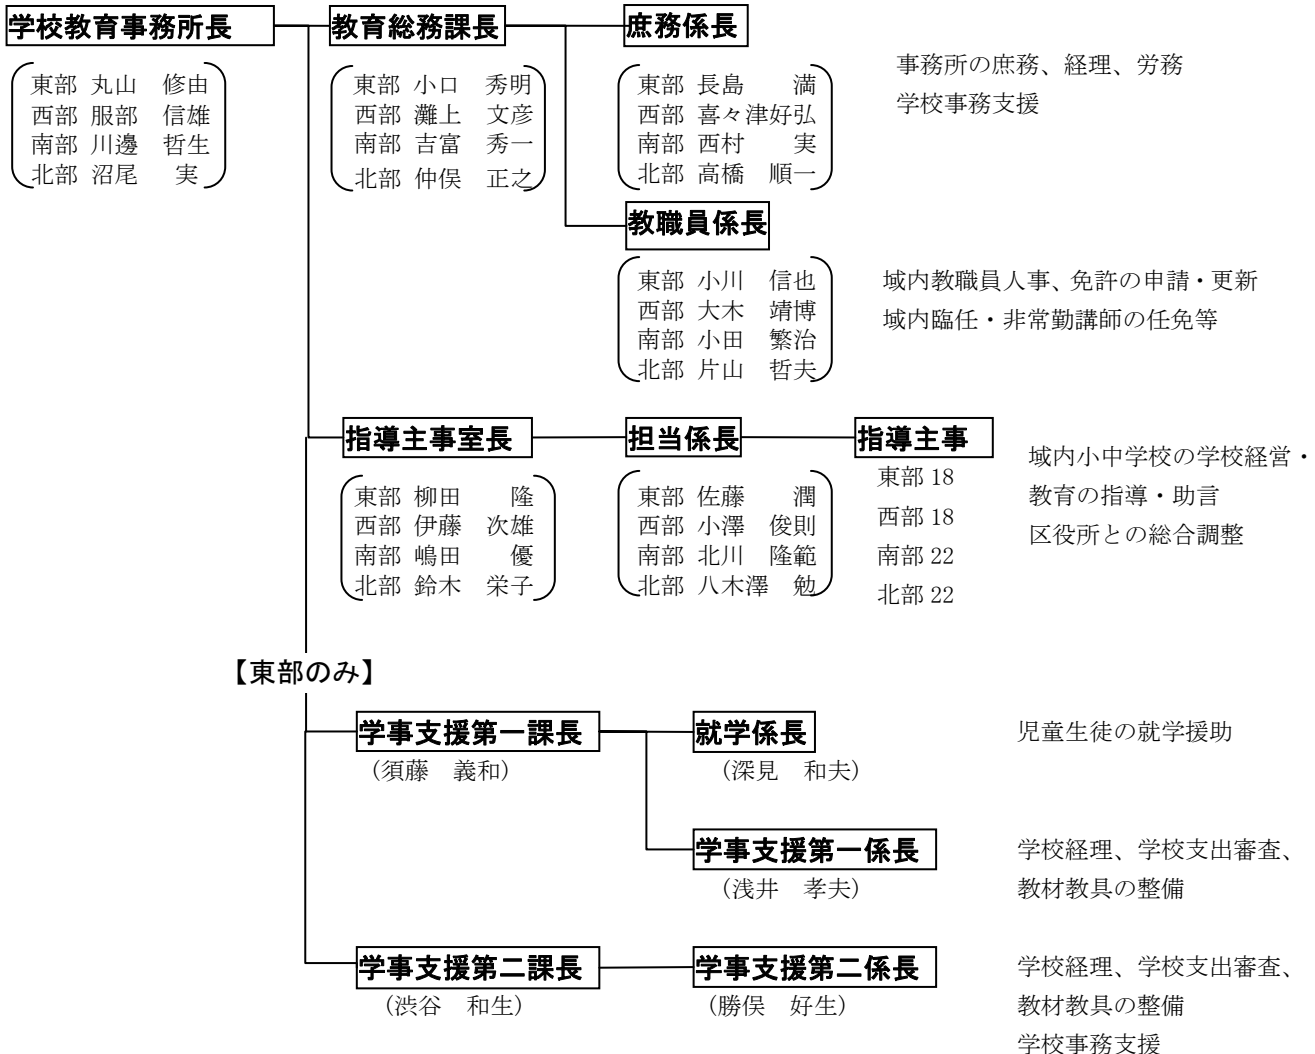 学校教育事務所長
東部 丸山 修由
西部 服部 信雄
南部 川邊 哲生
北部 沼尾 実
教育総務課長
東部 小口 秀明
西部 灘上 文彦
南部 吉富 秀一
北部 仲俣 正之
庶務係長
東部 長島 満
西部 喜々津好弘
南部 西村 実
北部 高橋 順一
事務所の庶務、経理、労務
学校事務支援
教職員係長
東部 小川 信也
西部 大木 靖博
南部 小田 繁治
北部 片山 哲夫
域内教職員人事、免許の申請・更新
域内臨任・非常勤講師の任免等
指導主事室長
東部 柳田 隆
西部 伊藤 次雄
南部 嶋田 優
北部 鈴木 栄子
担当係長
東部 佐藤 潤
西部 小澤 俊則
南部 北川 隆範
北部 八木澤 勉
指導主事
東部 18
西部 18
南部 22
北部 22
域内小中学校の学校経営・
教育の指導・助言
区役所との総合調整
【東部のみ】
学事支援第一課長
(須藤 義和)
就学係長
(深見 和夫)
児童生徒の就学援助
学事支援第一係長
(浅井 孝夫)
学校経理、学校支出審査、
教材教具の整備
学事支援第二課長
(渋谷 和生)
学事支援第二係長
(勝俣 好生)
学校経理、学校支出審査、
教材教具の整備
学校事務支援